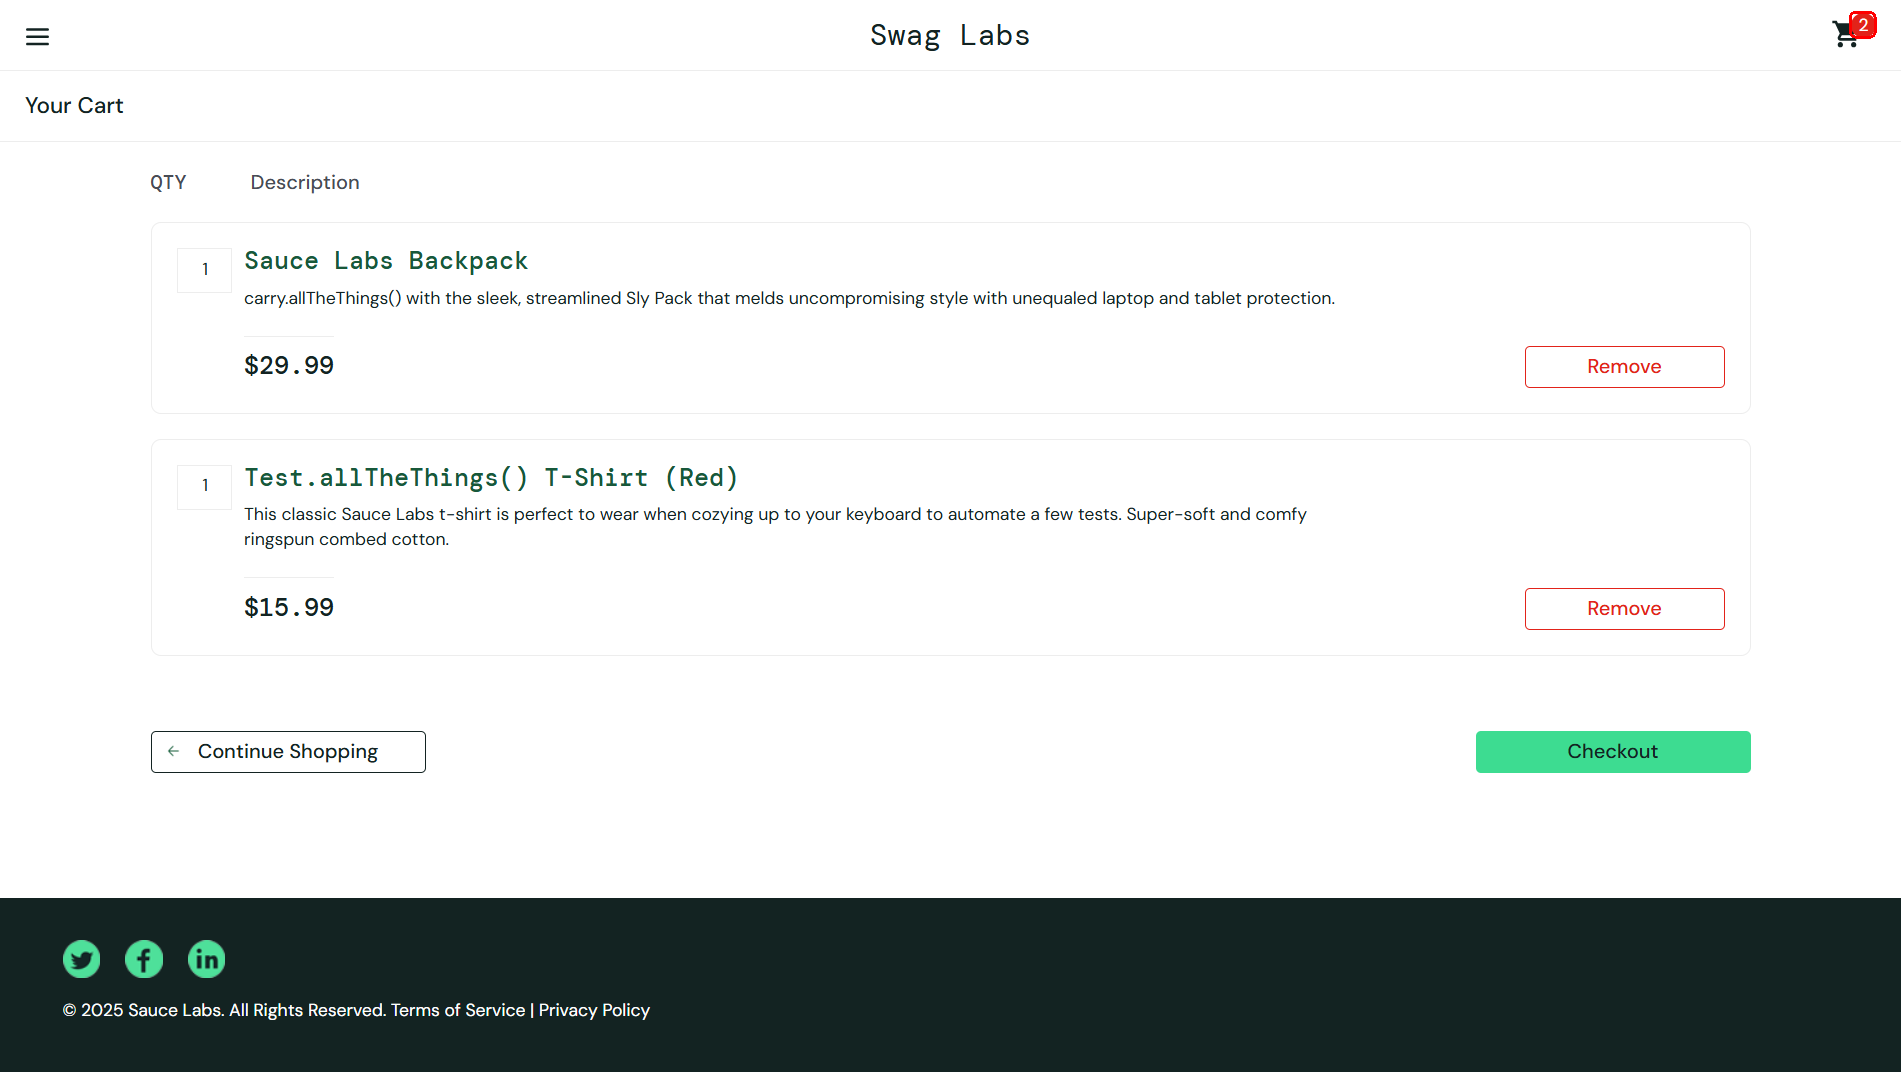 Swag Labs
2
Your Cart
QTY Description
1
Sauce Labs Backpack
carry.allTheThings() with the sleek, streamlined Sly Pack that melds uncompromising style with unequaled laptop and tablet protection.
$29.99
Remove
1
Test.allTheThings() T-Shirt (Red)
This classic Sauce Labs t-shirt is perfect to wear when cozying up to your keyboard to automate a few tests. Super-soft and comfy
ringspun combed cotton.
$15.99
Remove
Continue Shopping
Checkout
© 2025 Sauce Labs. All Rights Reserved. Terms of Service | Privacy Policy